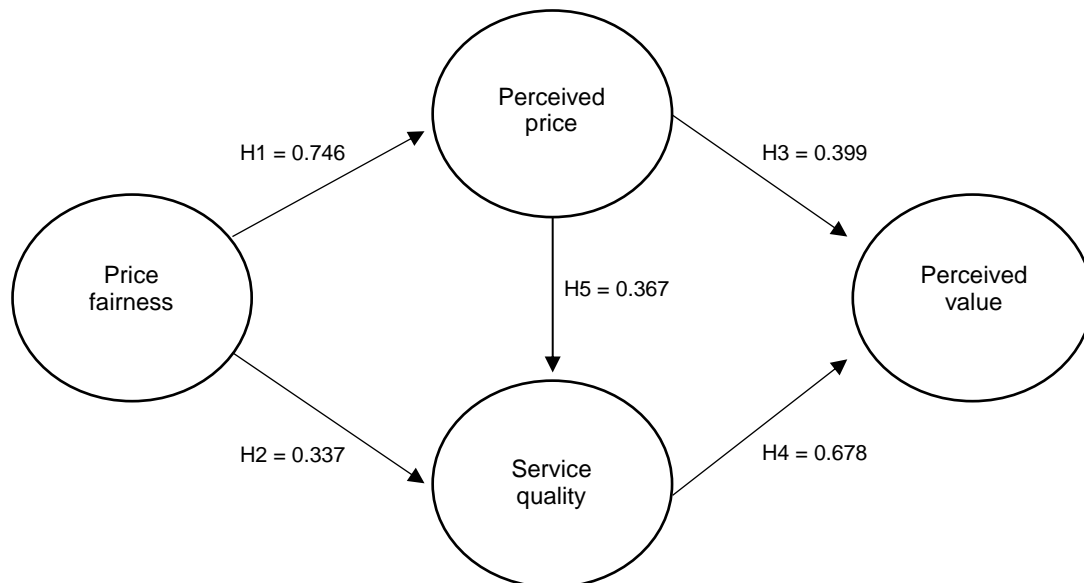 Perceived
price
H1 = 0.746
H3 = 0.399
Price
fairness
H5 = 0.367
Perceived
value
H2 = 0.337
Service
quality
H4 = 0.678